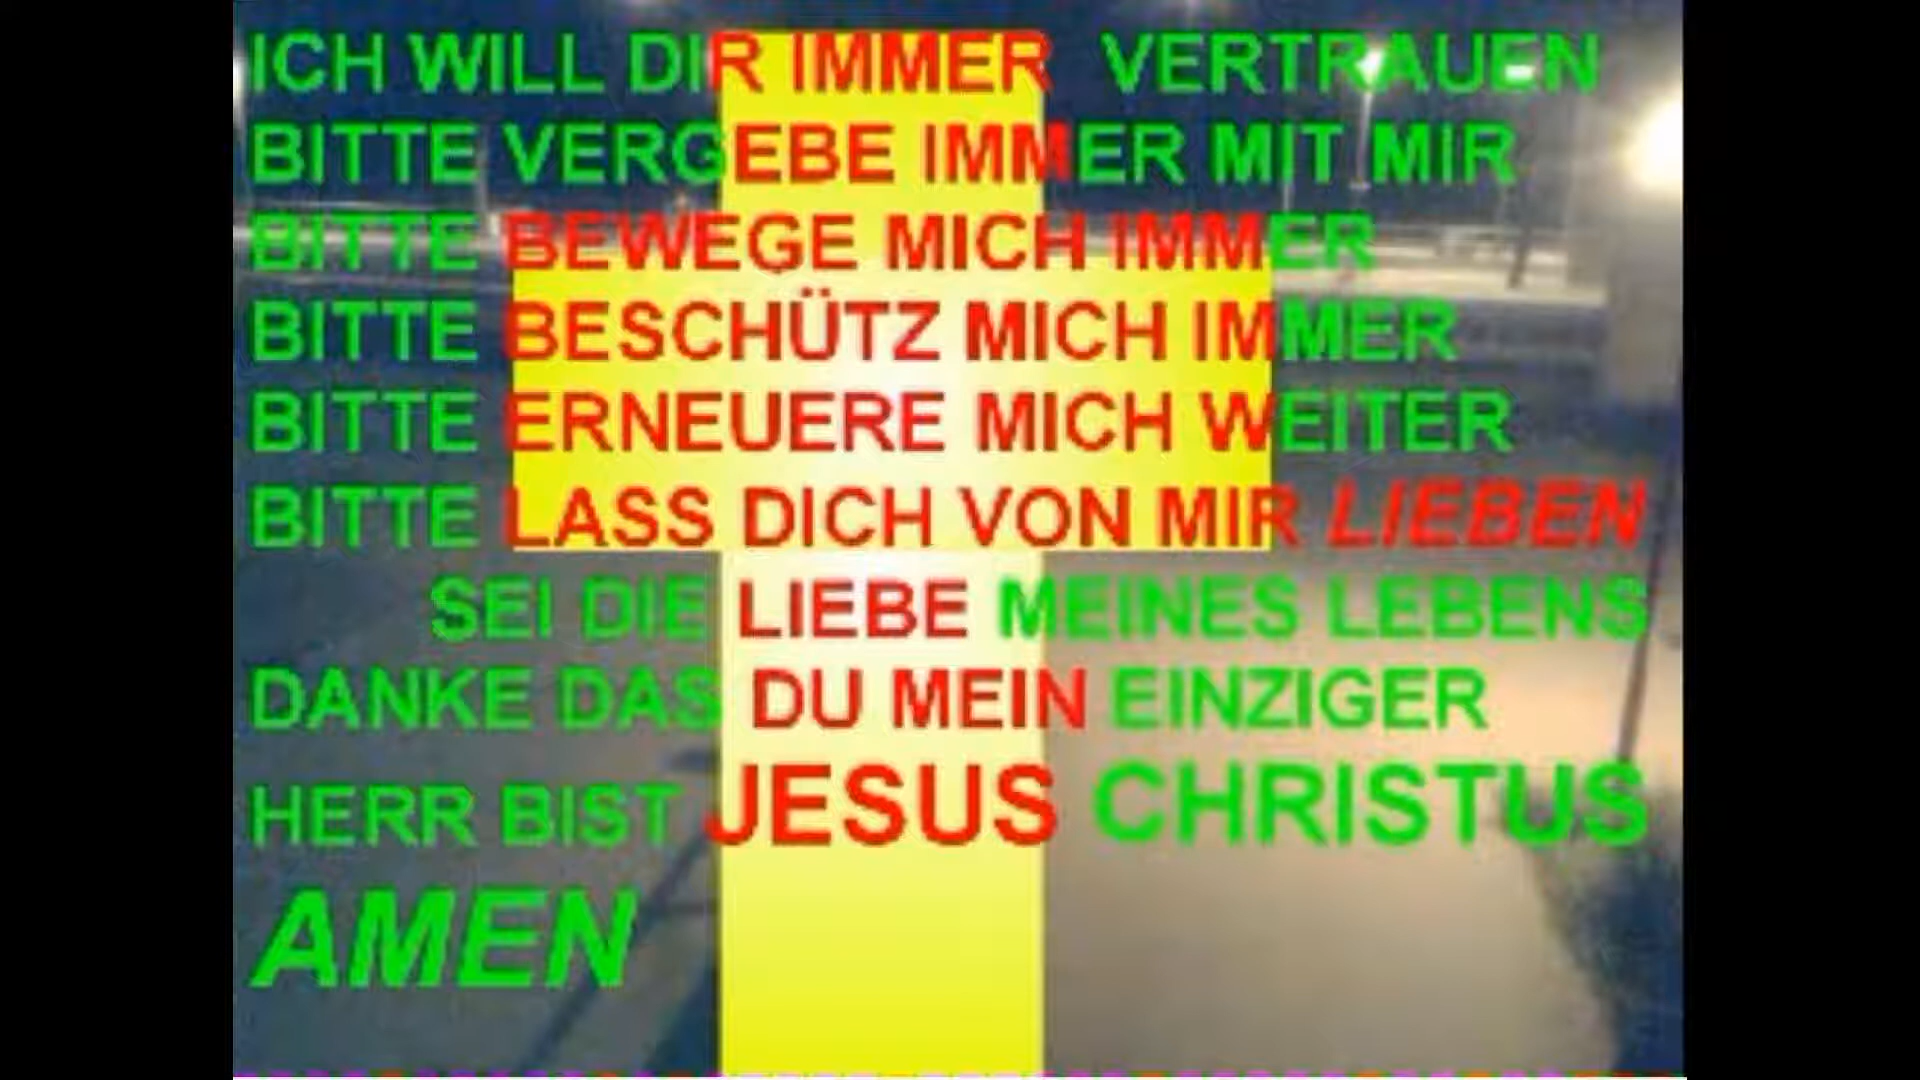 ICH WILL DIR IMMER VERTRAUEN
BITTE VERGEBE IMMER MIT MIR
BITTE BEWEGE MICH IMMER
BITTE BESCHÜTZ MICH IMMER
BITTE ERNEUERE MICH WEITER
BITTE LASS DICH VON MIR LIEBEN
SEI DIE LIEBE MEINES LEBENS
DANKE DAS DU MEIN EINZIGER
HERR BIST JESUS CHRISTUS
AMEN